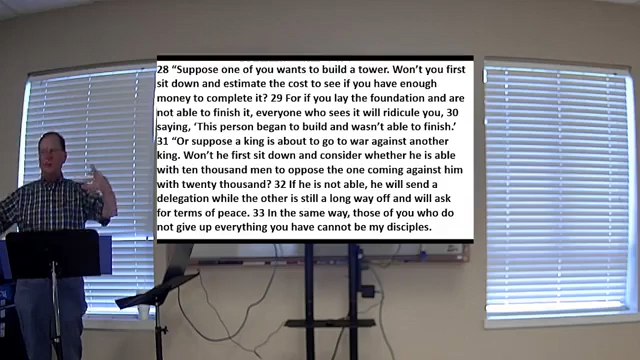 28 “Suppose one of you wants to build a tower. Won’t you first
sit down and estimate the cost to see if you have enough
money to complete it? 29 For if you lay the foundation and are
not able to finish it, everyone who sees it will ridicule you, 30
saying, ‘This person began to build and wasn’t able to finish.’
31 “Or suppose a king is about to go to war against another
king. Won’t he first sit down and consider whether he is able
with ten thousand men to oppose the one coming against him
with twenty thousand? 32 If he is not able, he will send a
delegation while the other is still a long way off and will ask
for terms of peace. 33 In the same way, those of you who do
not give up everything you have cannot be my disciples.